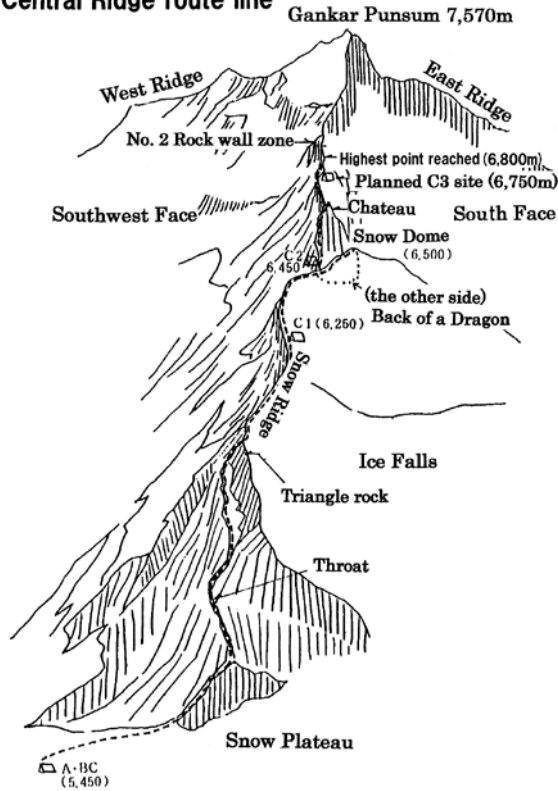 Central Ridge route line
Gankar Punsum 7,570m
West Ridge
East Ridge
No. 2 Rock wall zone
Highest point reached (6,800m)
Planned C3 site (6,750m)
Chateau
Southwest Face
South Face
Snow Dome
(6,500)
C2
6,450
(the other side)
Back of a Dragon
C1 (6,250)
Snow Ridge
Ice Falls
Triangle rock
Throat
Snow Plateau
A·BC
(5,450)